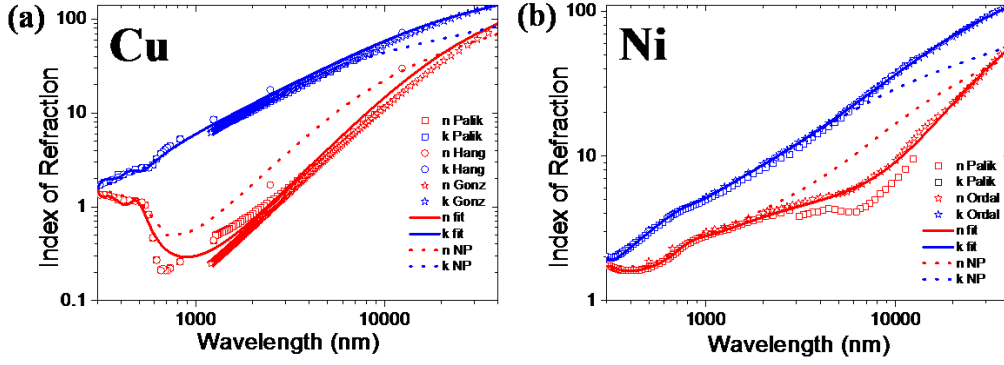 (a)
Cu
100
10
1
0.1
Index of Refraction
1000
10000
Wavelength (nm)
n Palik
k Palik
n Hang
k Hang
n Gonz
k Gonz
n fit
k fit
n NP
k NP
(b)
Ni
100
10
1
Index of Refraction
1000
10000
Wavelength (nm)
n Palik
k Palik
n Ordal
k Ordal
n fit
k fit
n NP
k NP